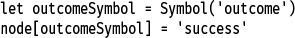 let outcomeSymbol = Symbol('outcome')
node[outcomeSymbol] = 'success'